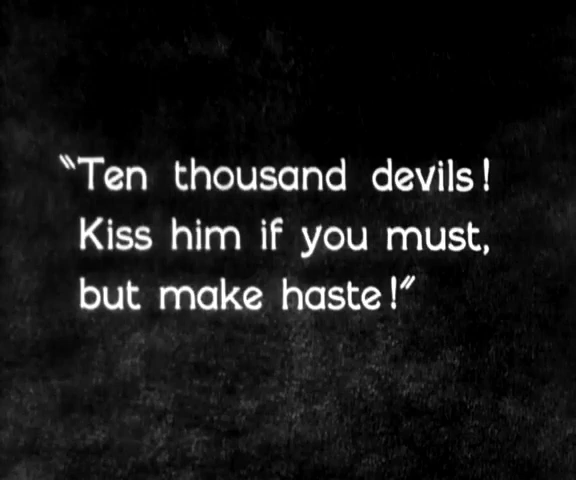 "Ten thousand devils!
Kiss him if you must,
but make haste!"